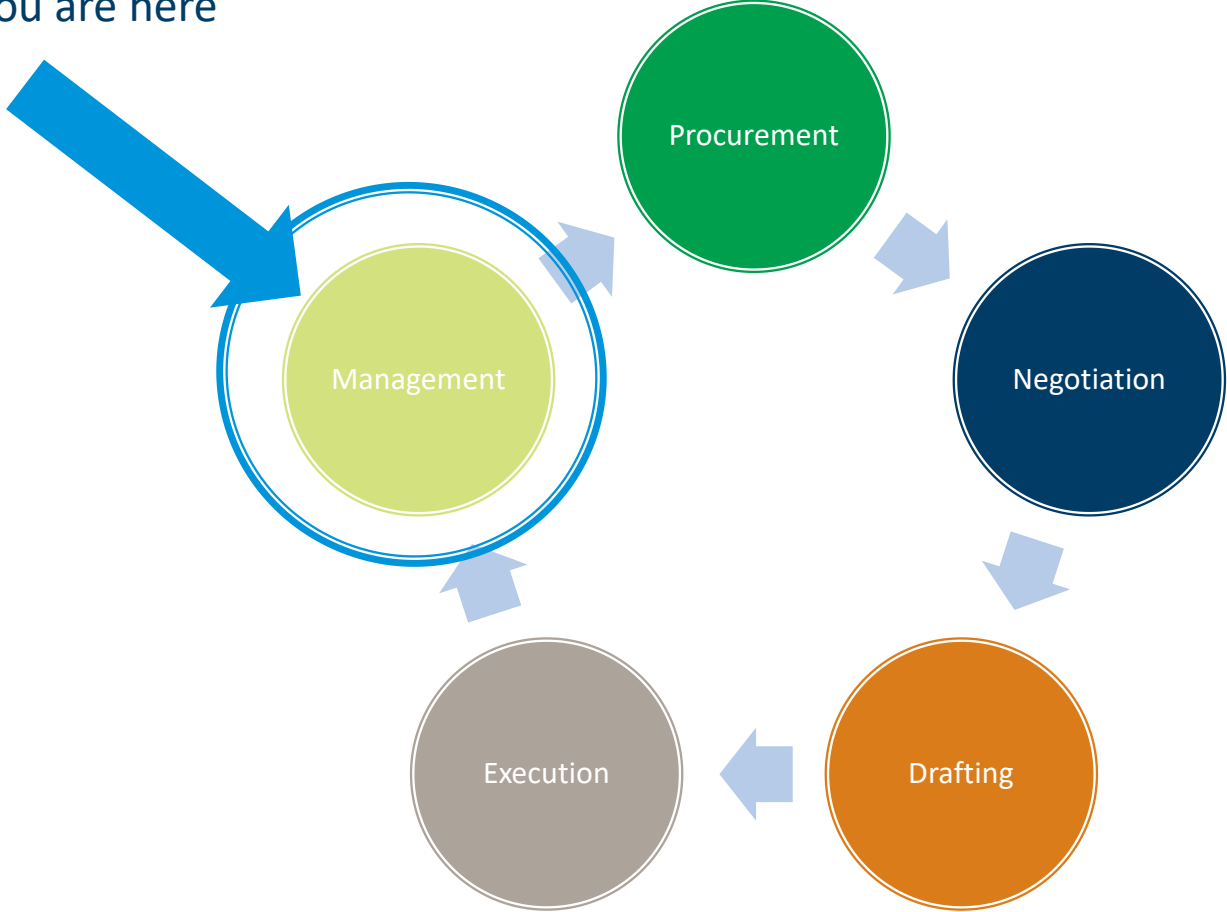 ou are here
Procurement
Management
Negotiation
Execution
Drafting